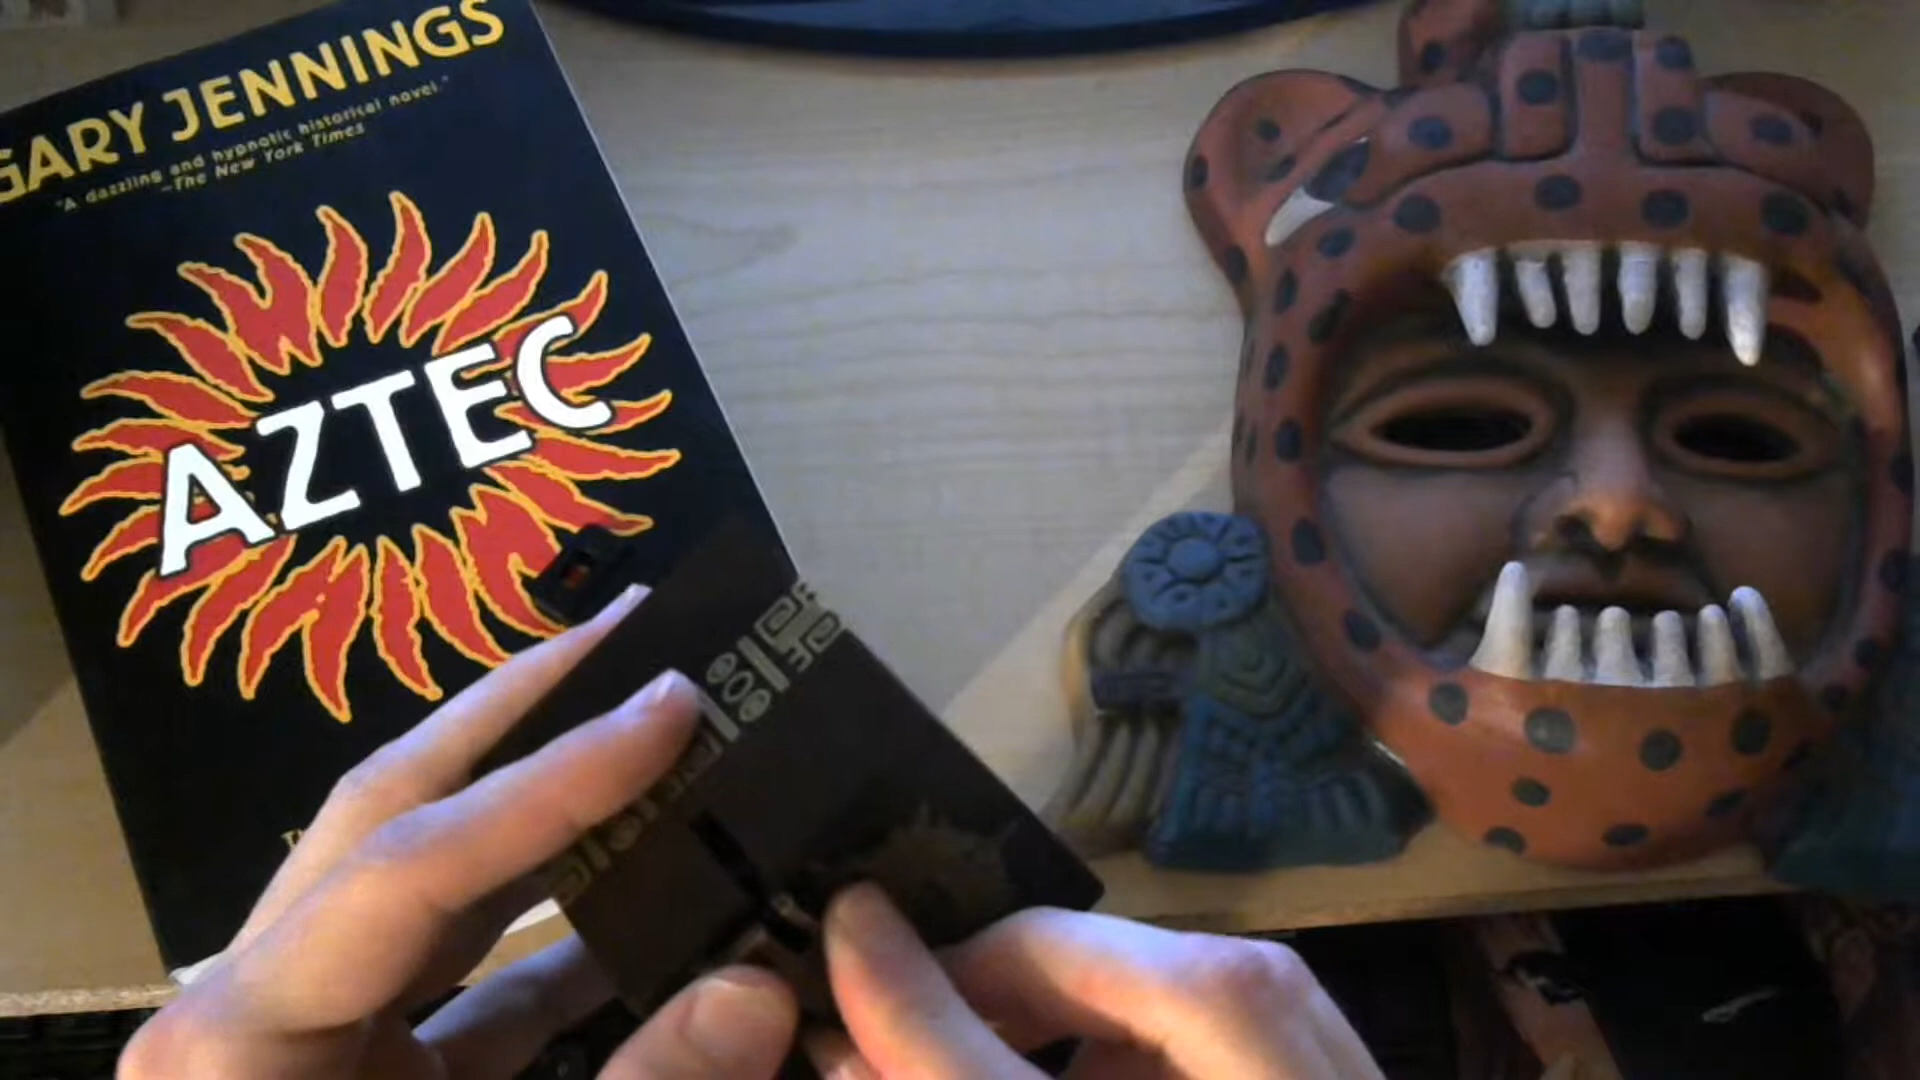 GARY JENNINGS
"A dazzling and hypnotic historical novel."
—The New York Times
AZTEC